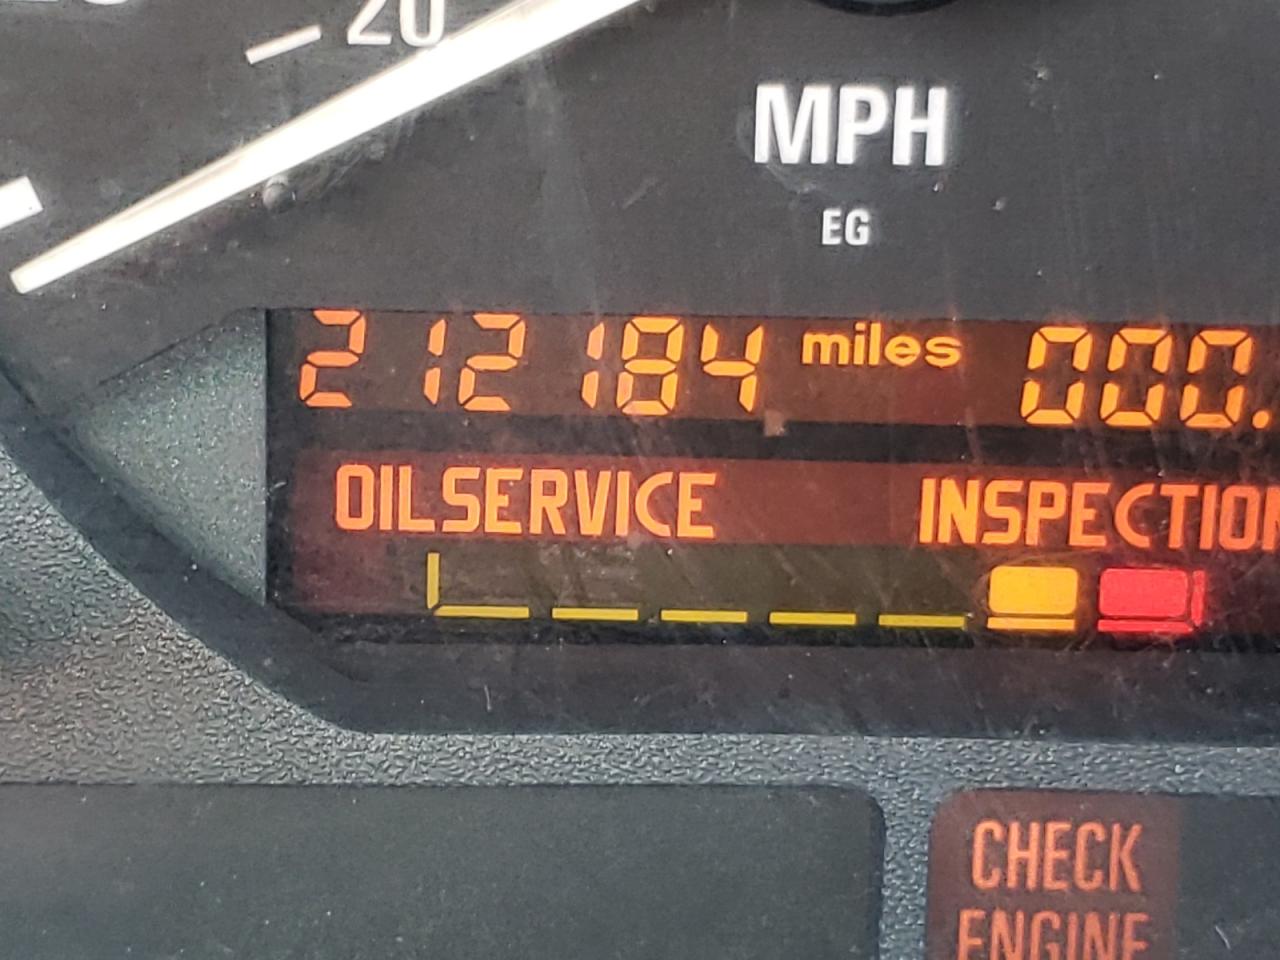 20
MPH
EG
212184 miles 000.
OILSERVICE INSPECTION
CHECK
ENGINE